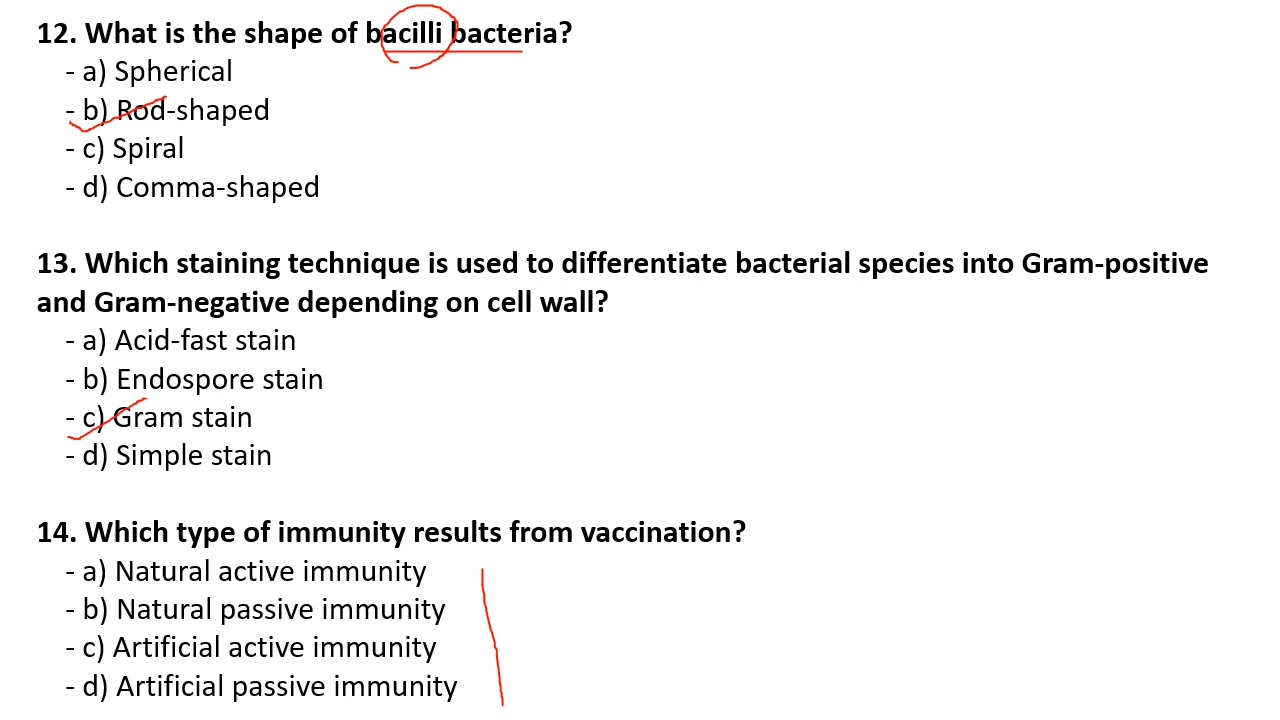 12. What is the shape of bacilli bacteria?
- a) Spherical
- b) Rod-shaped
- c) Spiral
- d) Comma-shaped
13. Which staining technique is used to differentiate bacterial species into Gram-positive
and Gram-negative depending on cell wall?
- a) Acid-fast stain
- b) Endospore stain
- c) Gram stain
- d) Simple stain
14. Which type of immunity results from vaccination?
- a) Natural active immunity
- b) Natural passive immunity
- c) Artificial active immunity
- d) Artificial passive immunity